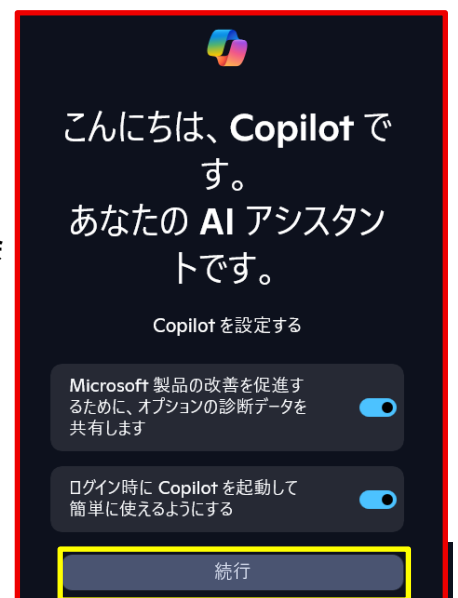 こんにちは、Copilot で
す。
あなたの AI アシスタン
トです。
Copilot を設定する
Microsoft 製品の改善を促進す
るために、オプションの診断データを
共有します
ログイン時に Copilot を起動して
簡単に使えるようにする
続行